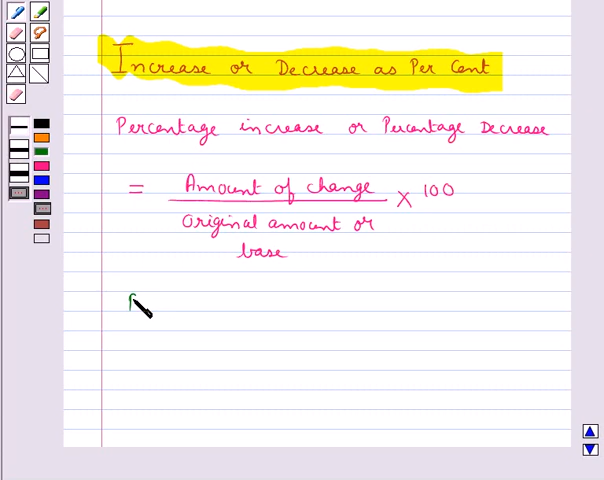 Increase or Decrease as Per Cent
Percentage increase or Percentage Decrease
= Amount of change
× 100
Original amount or
base